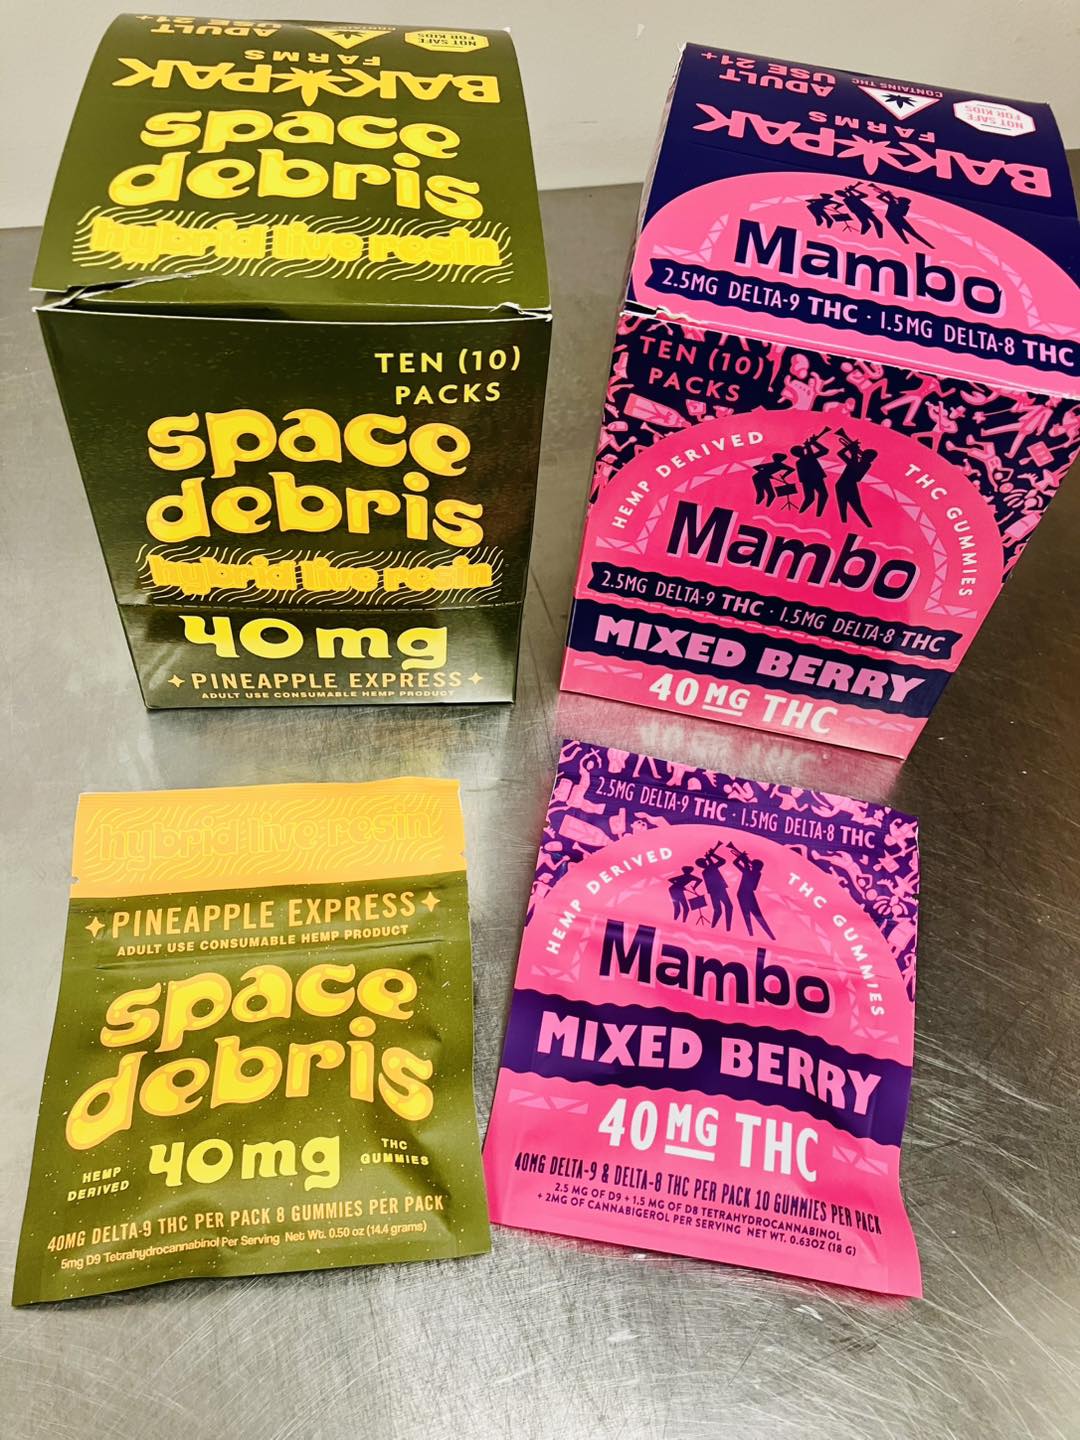 ADULT
USE 21+
CONTAINS THC
NOT SAFE
FOR KIDS
BAK PAK
FARMS
space
debris
hybrid live resin
TEN (10)
PACKS
space
debris
hybrid live resin
40mg
PINEAPPLE EXPRESS
ADULT USE CONSUMABLE HEMP PRODUCT
ADULT
USE 21+
CONTAINS THC
NOT SAFE
FOR KIDS
BAK PAK
FARMS
Mambo
2.5MG DELTA-9 THC · 1.5MG DELTA-8 THC
TEN (10)
PACKS
HEMP DERIVED
THC GUMMIES
Mambo
2.5MG DELTA-9 THC · 1.5MG DELTA-8 THC
MIXED BERRY
40 MG THC
hybrid live resin
PINEAPPLE EXPRESS
ADULT USE CONSUMABLE HEMP PRODUCT
space
debris
HEMP
DERIVED
40mg
THC
GUMMIES
40MG DELTA-9 THC PER PACK 8 GUMMIES PER PACK
5mg D9 Tetrahydrocannabinol Per Serving Net Wt. 0.50 oz (14.4 grams)
2.5MG DELTA-9 THC · 1.5MG DELTA-8 THC
HEMP DERIVED
THC GUMMIES
Mambo
MIXED BERRY
40 MG THC
40MG DELTA-9 & DELTA-8 THC PER PACK 10 GUMMIES PER PACK
2.5 MG OF D9 + 1.5 MG OF D8 TETRAHYDROCANNABINOL
+ 2MG OF CANNABIGEROL PER SERVING NET WT. 0.63OZ (18 G)